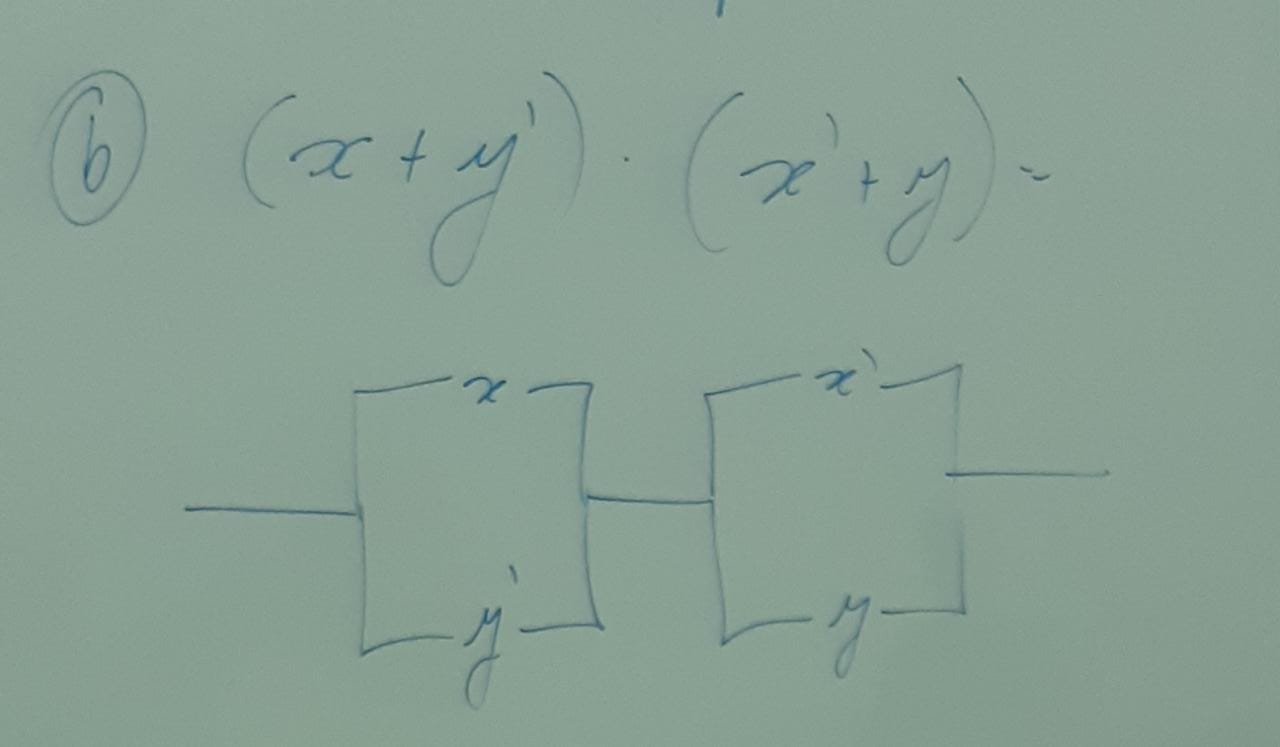 b (x + y') · (x' + y) =
x x'
y' y